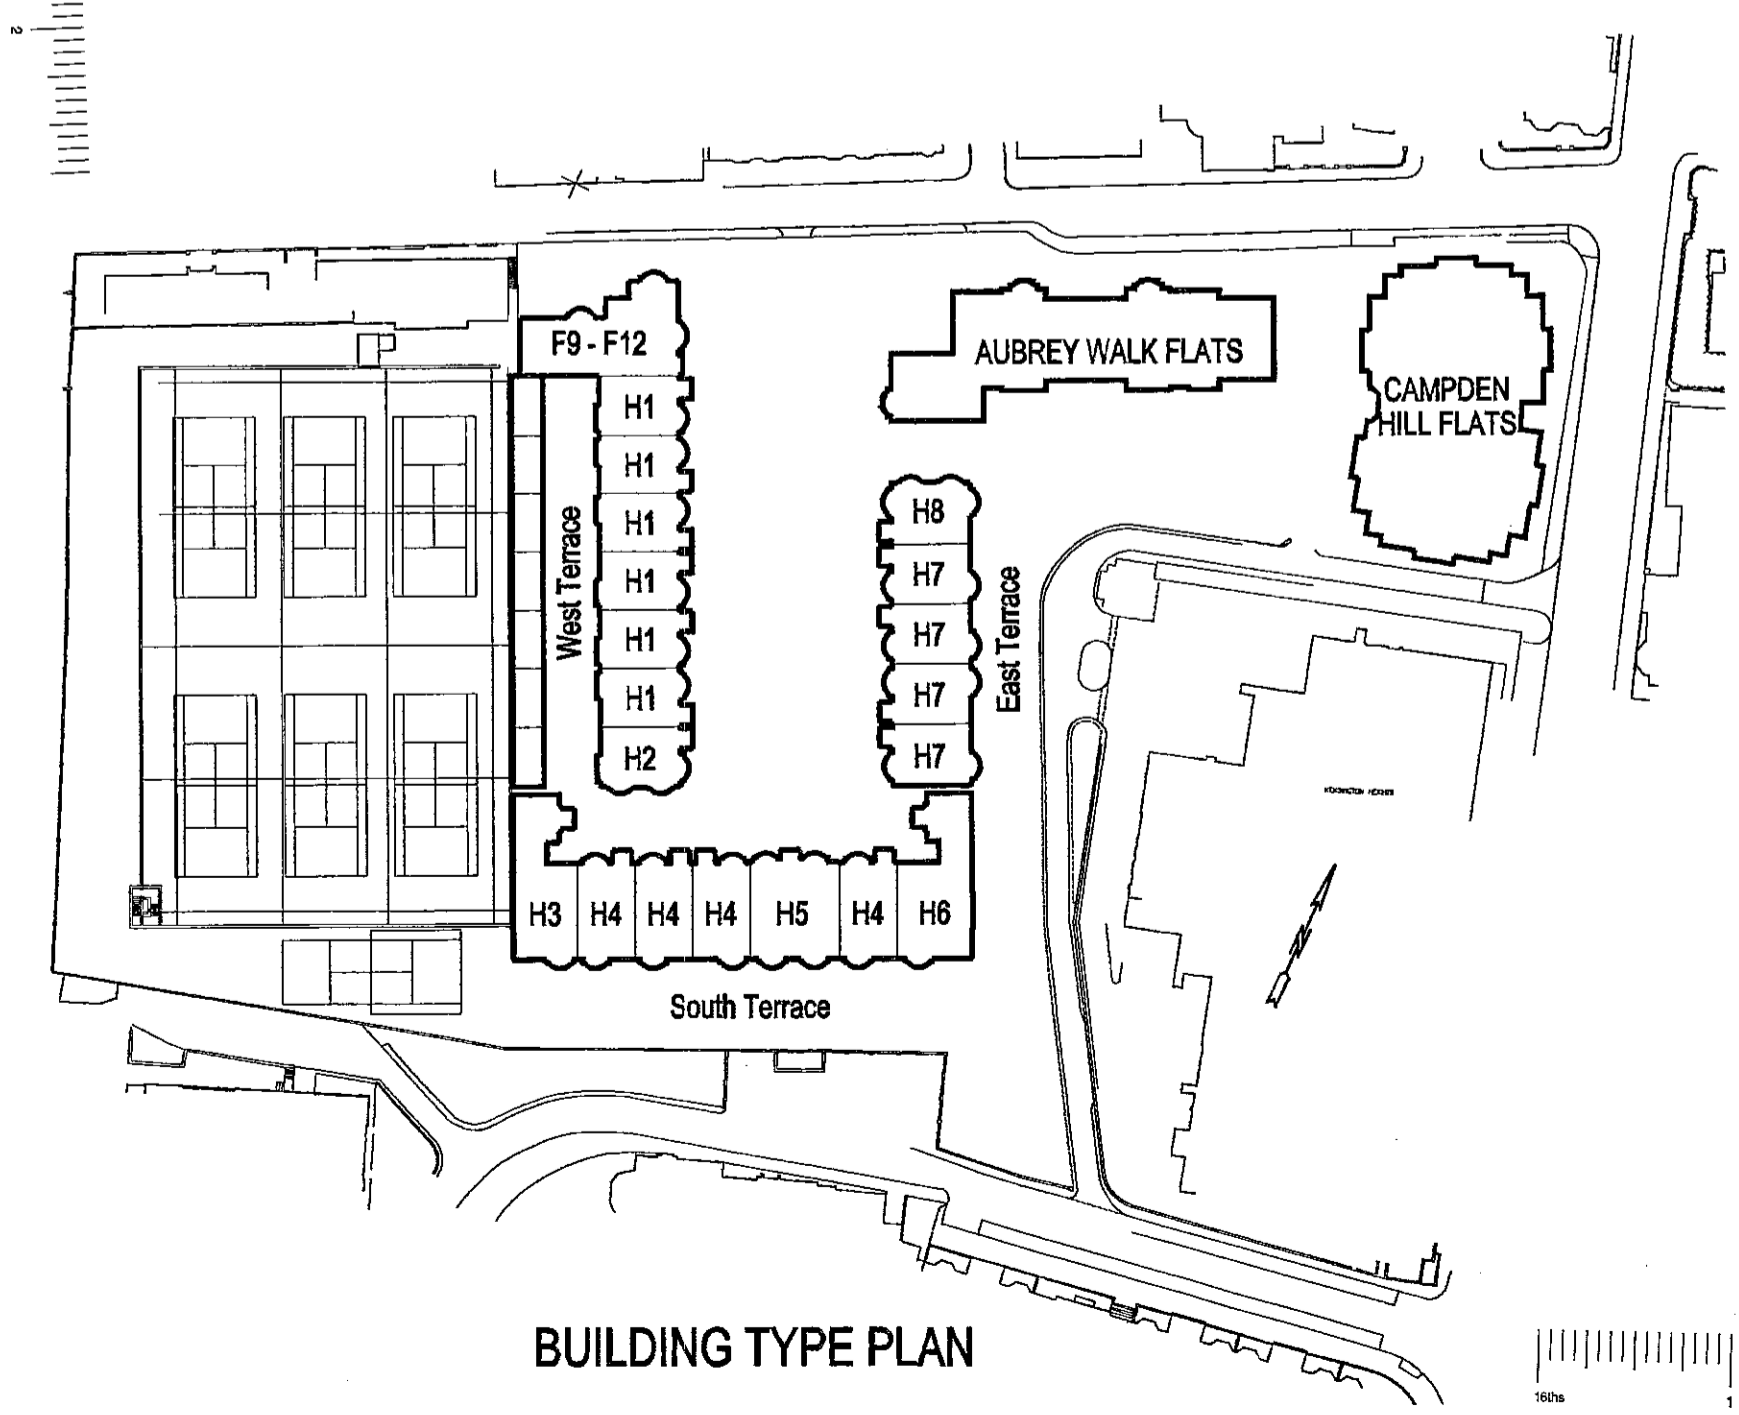 2
F9 - F12
AUBREY WALK FLATS
CAMPDEN
HILL FLATS
H1
H1
H1
H1
H1
H1
H2
West Terrace
H8
H7
H7
H7
H7
East Terrace
KENSINGTON HEIGHTS
N
H3 H4 H4 H4 H5 H4 H6
South Terrace
BUILDING TYPE PLAN
16ths 1